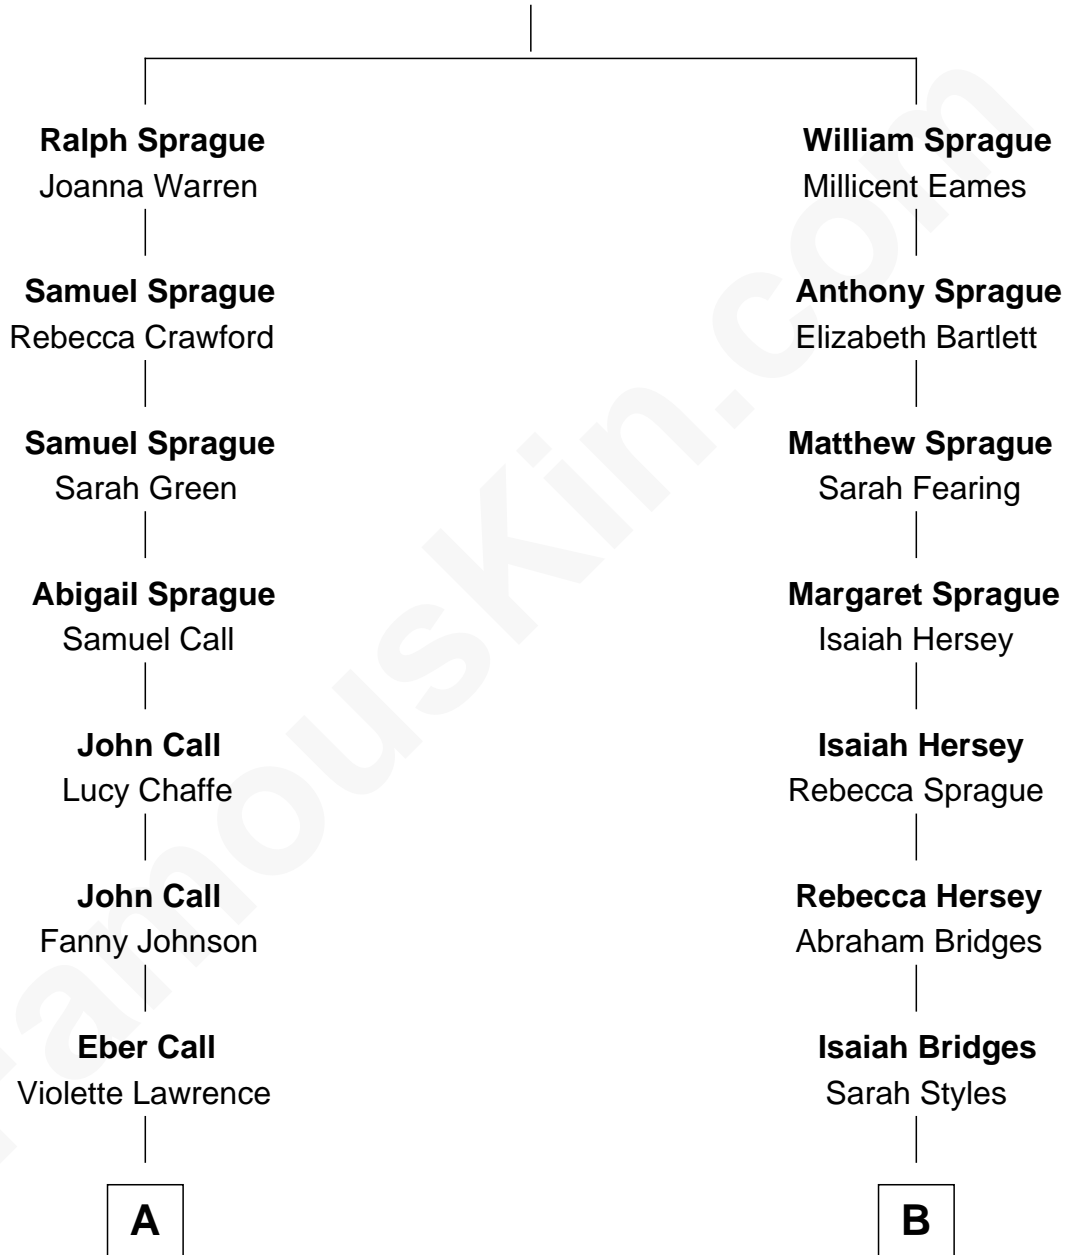 Ralph Sprague
Joanna Warren
Samuel Sprague
Rebecca Crawford
Samuel Sprague
Sarah Green
Abigail Sprague
Samuel Call
John Call
Lucy Chaffe
John Call
Fanny Johnson
Eber Call
Violette Lawrence
A
William Sprague
Millicent Eames
Anthony Sprague
Elizabeth Bartlett
Matthew Sprague
Sarah Fearing
Margaret Sprague
Isaiah Hersey
Isaiah Hersey
Rebecca Sprague
Rebecca Hersey
Abraham Bridges
Isaiah Bridges
Sarah Styles
B
FamousKin.com